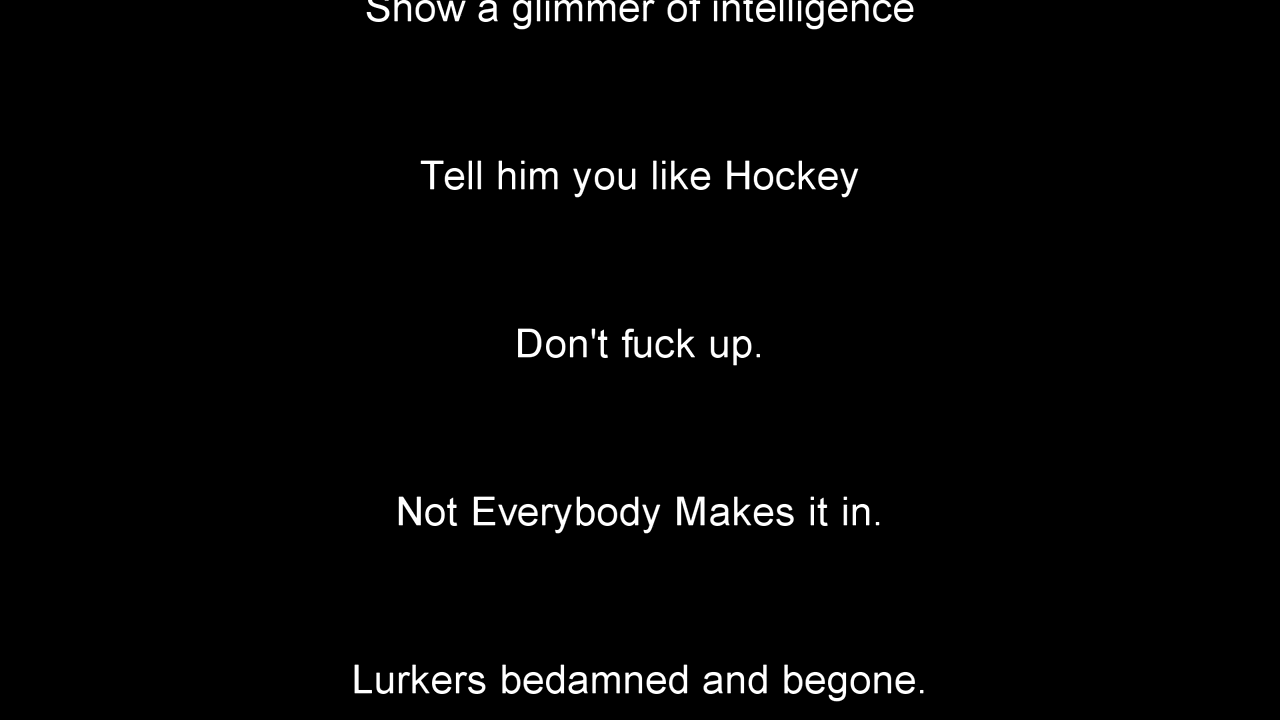 Show a glimmer of intelligence
Tell him you like Hockey
Don't fuck up.
Not Everybody Makes it in.
Lurkers bedamned and begone.